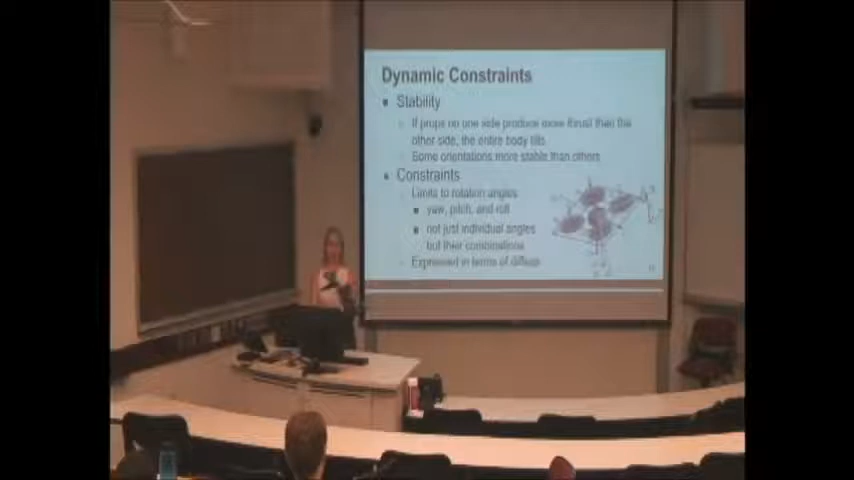 Dynamic Constraints
Stability
If props on one side produce more thrust than the
other side, the entire body tilts
Some orientations more stable than others
Constraints
Limits to rotation angles
yaw, pitch, and roll
not just individual angles
but their combinations
Expressed in terms of